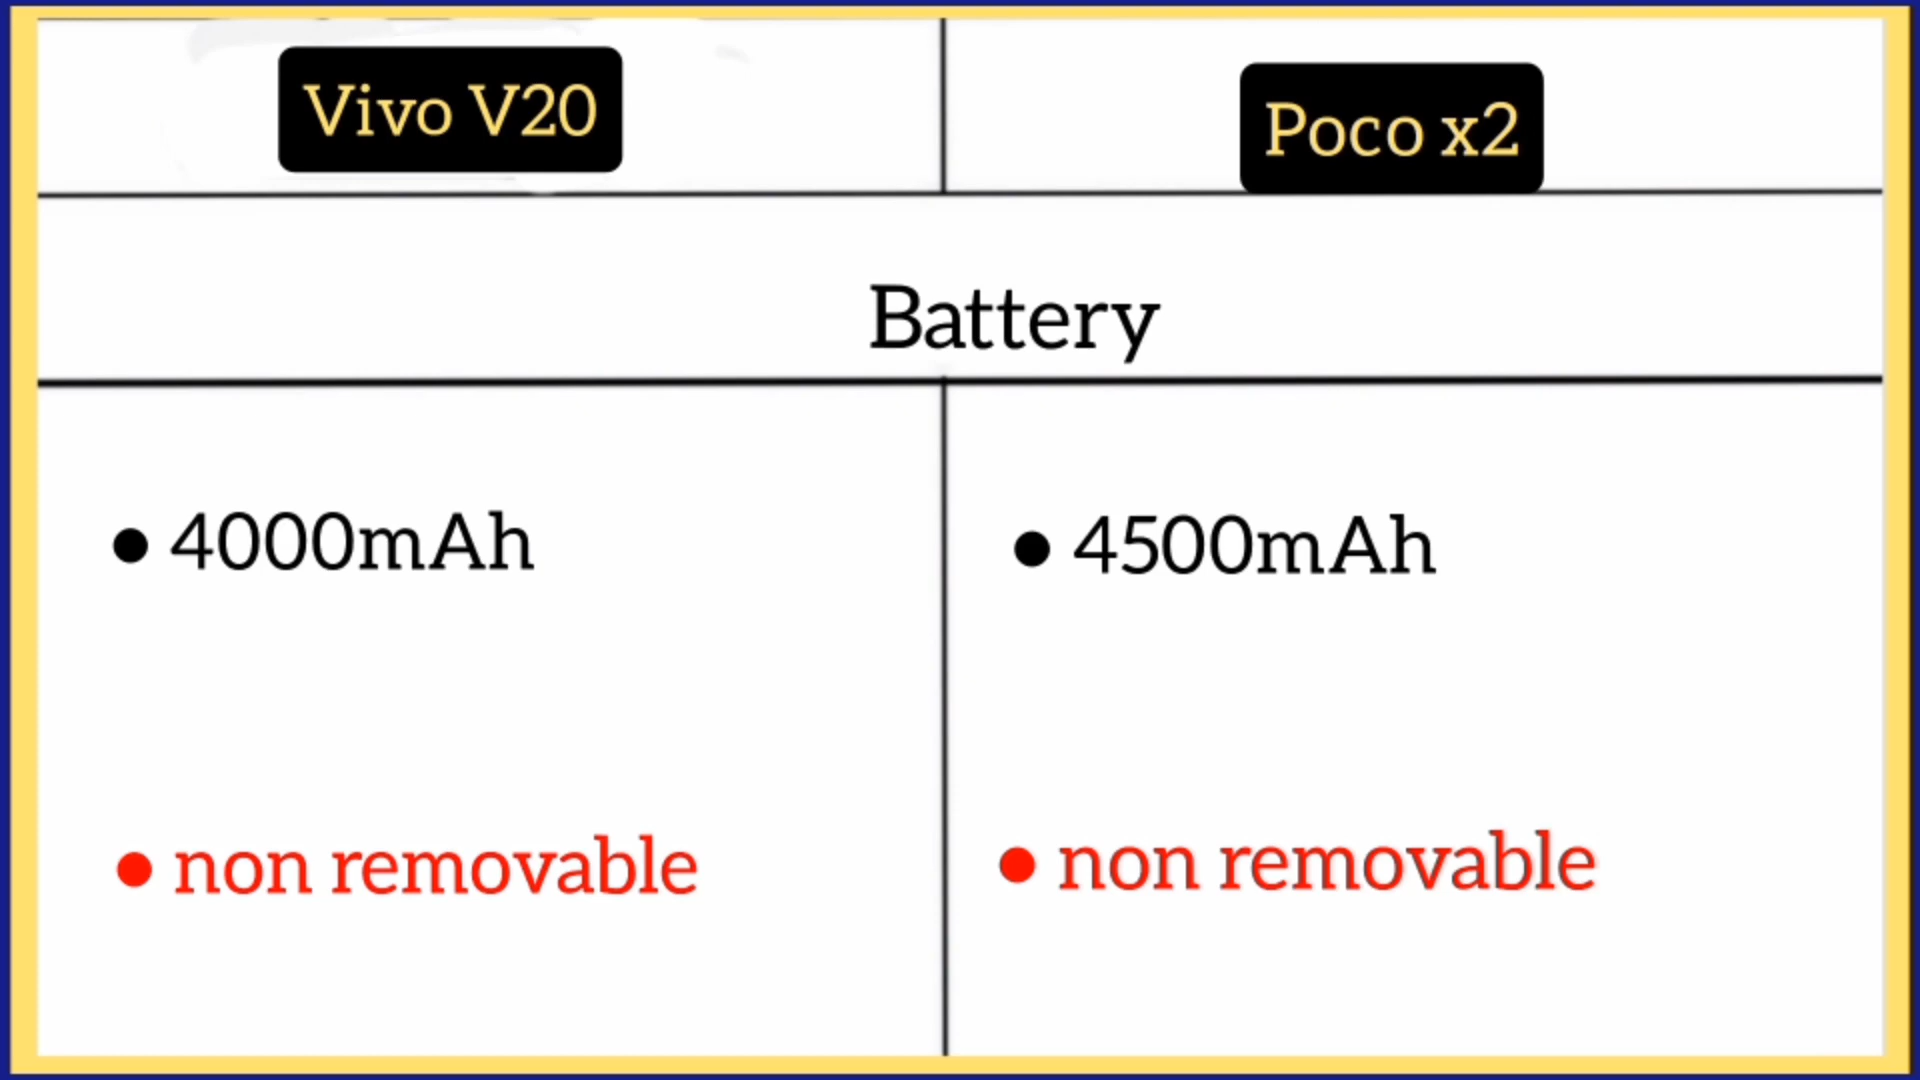 Vivo V20
Poco x2
Battery
• 4000mAh
• 4500mAh
• non removable
• non removable